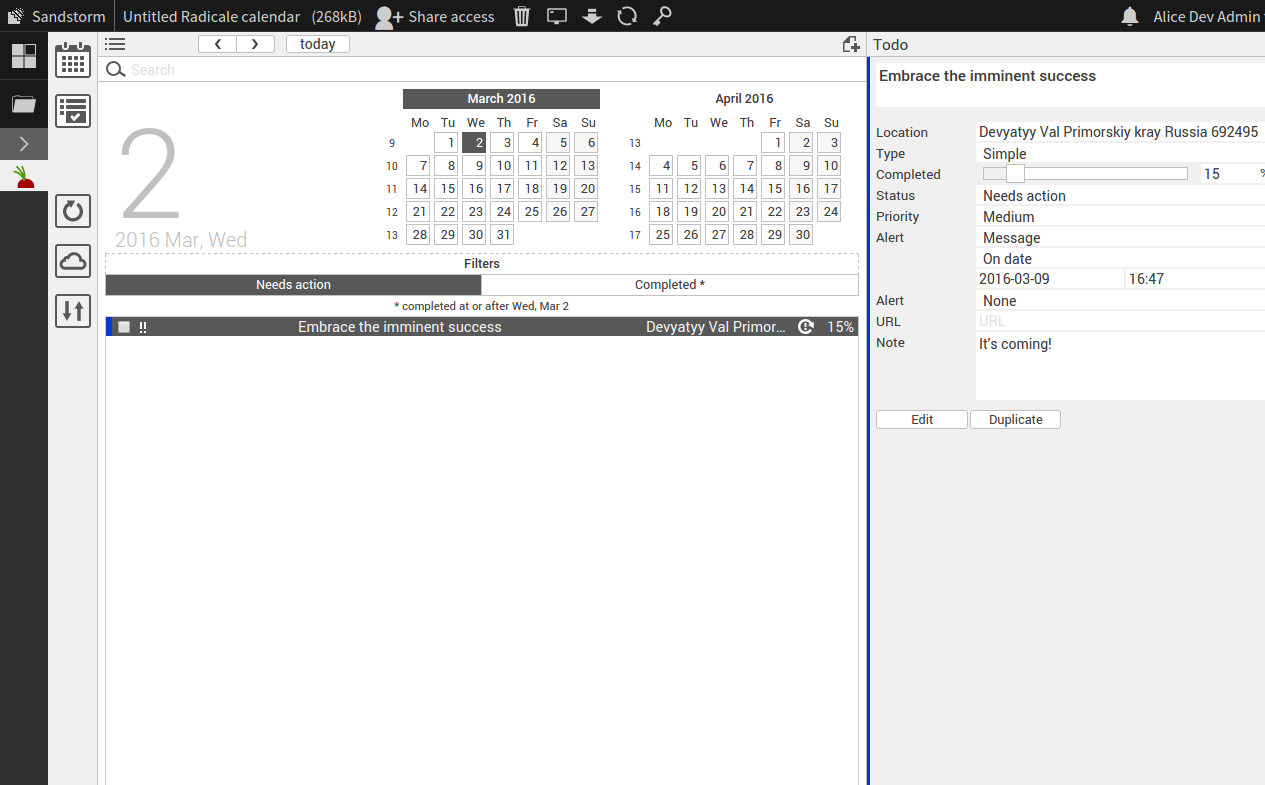 Sandstorm Untitled Radicale calendar (268kB) Share access Alice Dev Admin
today
Search
2
2016 Mar, Wed
March 2016
Mo Tu We Th Fr Sa Su
9 1 2 3 4 5 6
10 7 8 9 10 11 12 13
11 14 15 16 17 18 19 20
12 21 22 23 24 25 26 27
13 28 29 30 31
April 2016
Mo Tu We Th Fr Sa Su
13 1 2 3
14 4 5 6 7 8 9 10
15 11 12 13 14 15 16 17
16 18 19 20 21 22 23 24
17 25 26 27 28 29 30
Filters
Needs action Completed *
* completed at or after Wed, Mar 2
!! Embrace the imminent success Devyatyy Val Primor... 15%
Todo
Embrace the imminent success
Location Devyatyy Val Primorskiy kray Russia 692495
Type Simple
Completed 15 %
Status Needs action
Priority Medium
Alert Message
On date
2016-03-09 16:47
Alert None
URL URL
Note It's coming!
Edit Duplicate